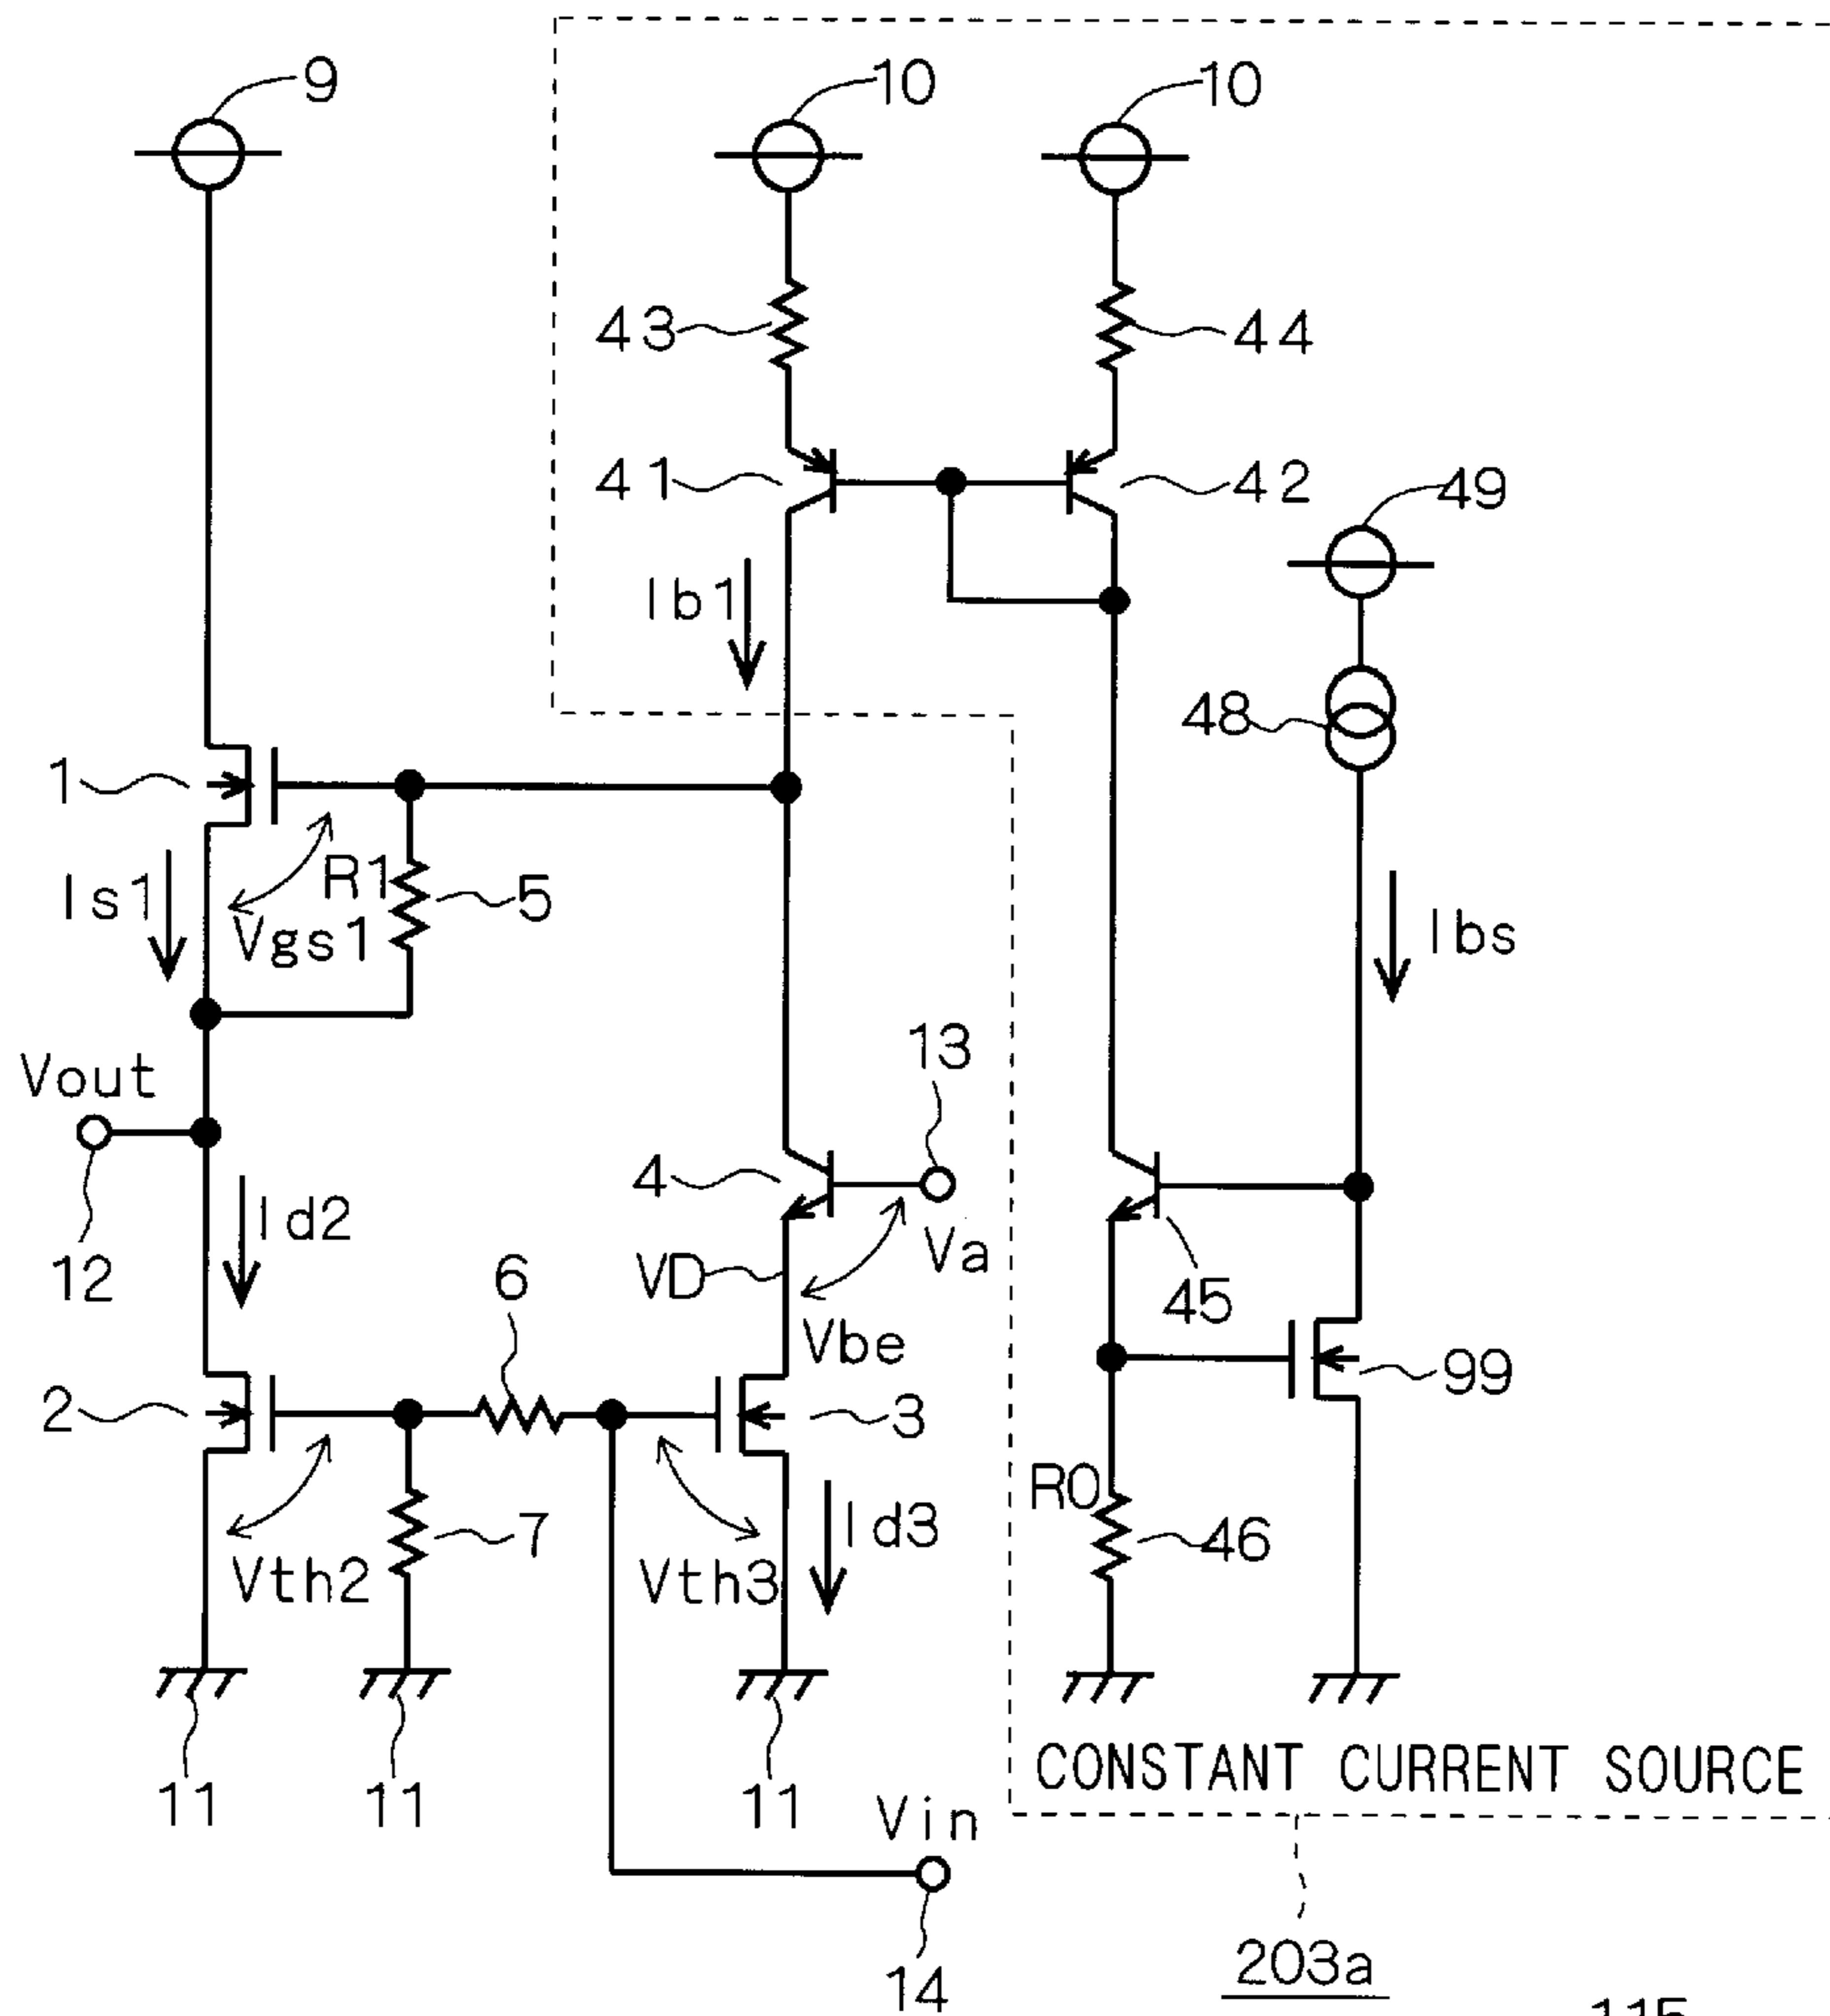 9
10
10
43
44
41
42
49
Ib1
48
1
R1
5
Is1
Vgs1
Ibs
13
Vout
4
Id2
VD
Va
12
6
45
Vbe
99
2
3
R0
7
Id3
46
Vth2
Vth3
CONSTANT CURRENT SOURCE
11
11
11
Vin
203a
14